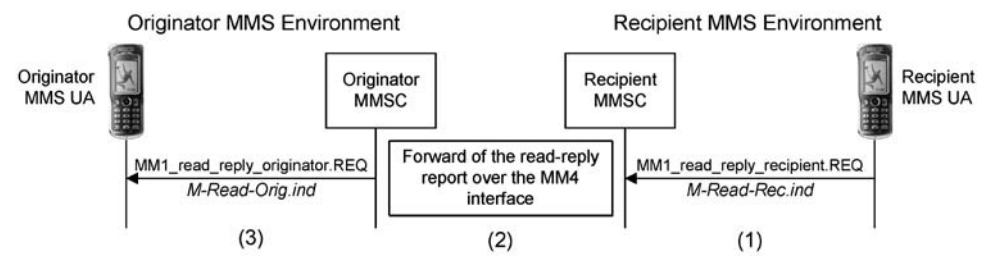 Originator MMS Environment
Recipient MMS Environment
Originator
MMS UA
Originator
MMSC
Recipient
MMSC
Recipient
MMS UA
MM1_read_reply_originator.REQ
M-Read-Orig.ind
Forward of the read-reply
report over the MM4
interface
MM1_read_reply_recipient.REQ
M-Read-Rec.ind
(3)
(2)
(1)